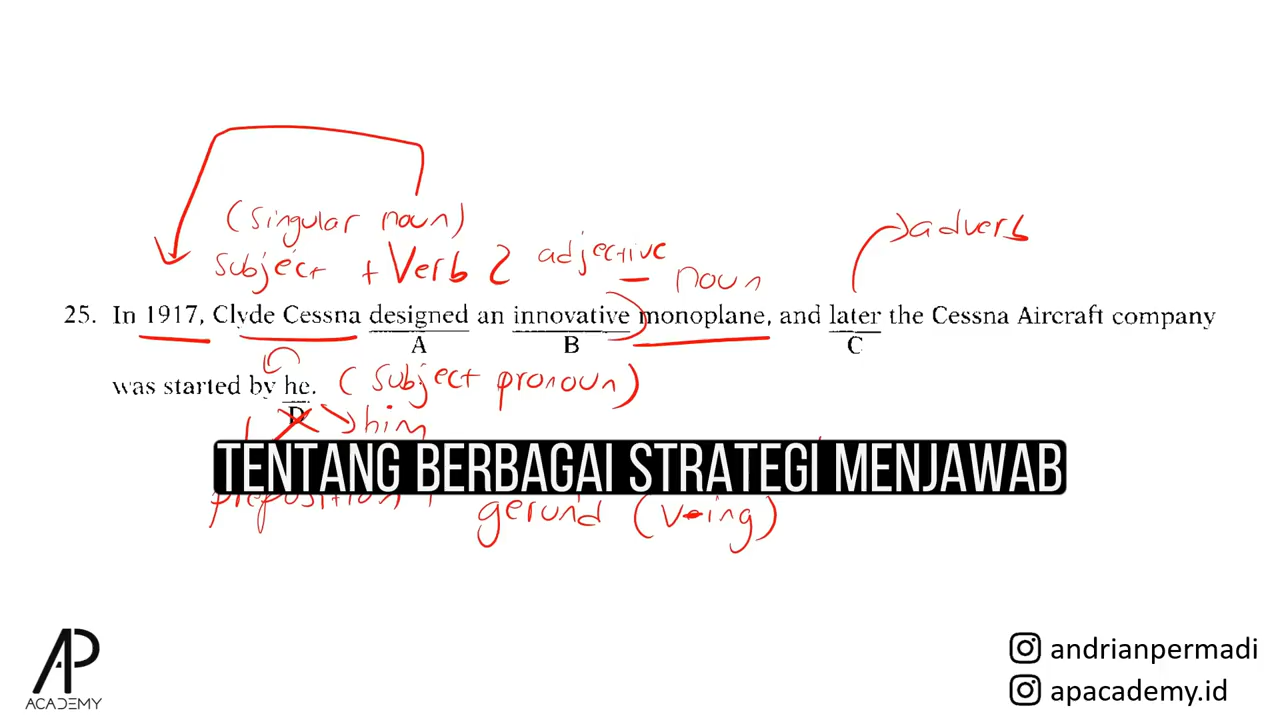 (singular noun)
subject + Verb 2 adjective noun
adverb
25. In 1917, Clyde Cessna designed an innovative monoplane, and later the Cessna Aircraft company
A B C
was started by he. (subject pronoun)
D him
TENTANG BERBAGAI STRATEGI MENJAWAB
preposition + gerund (v-ing)
AP
ACADEMY
andrianpermadi
apacademy.id